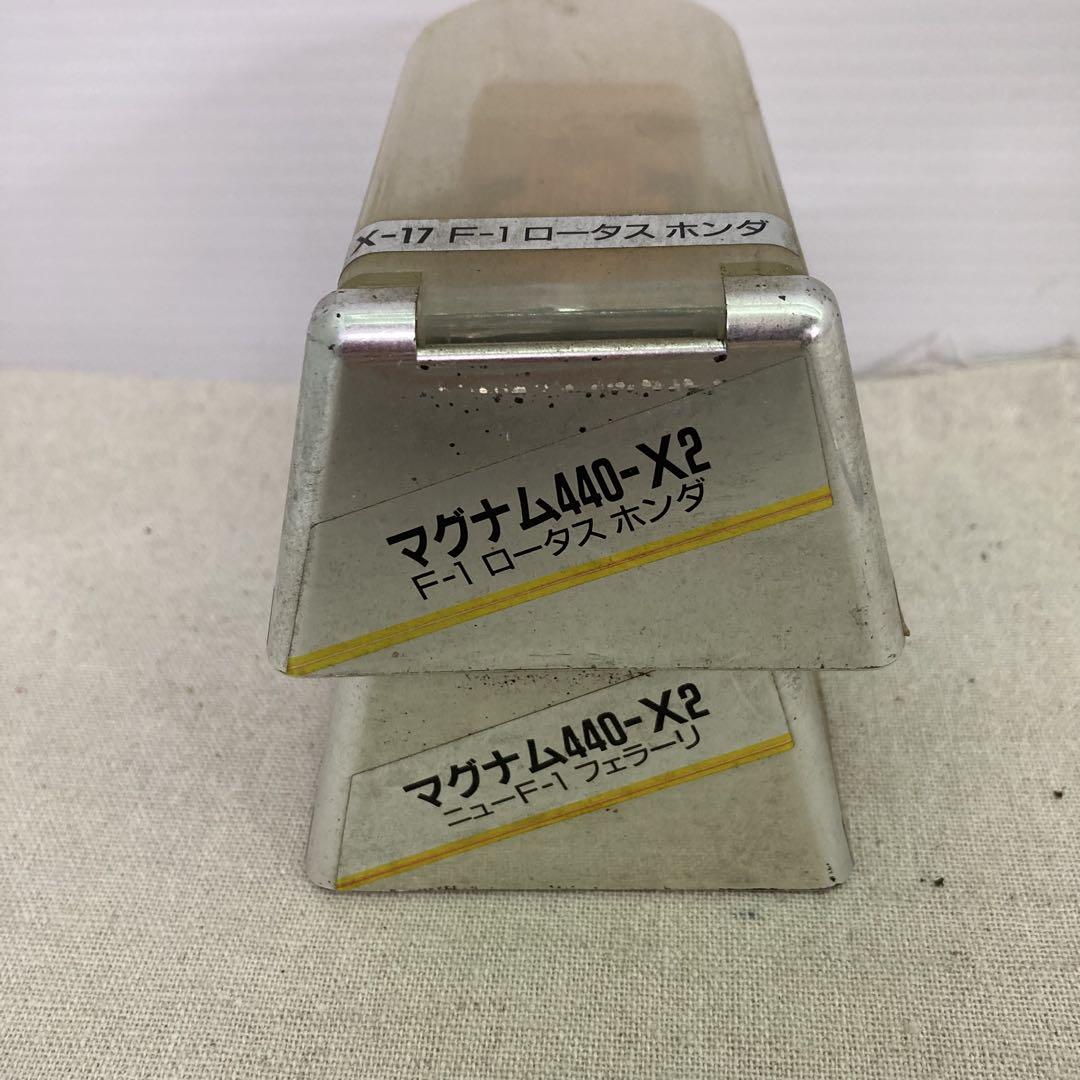 X-17 F-1 ロータス ホンダ
マグナム440-X2
F-1 ロータス ホンダ
マグナム440-X2
ニューF-1 フェラーリ